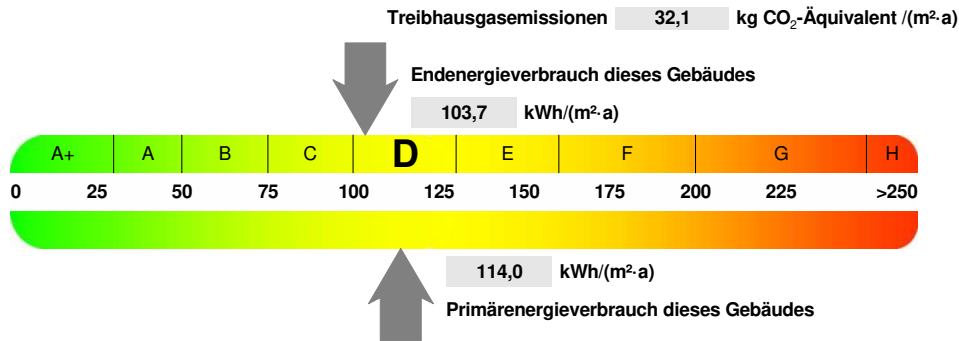 Treibhausgasemissionen 32,1 kg CO₂-Äquivalent /(m²·a)
Endenergieverbrauch dieses Gebäudes
103,7 kWh/(m²·a)
A+ A B C D E F G H
0 25 50 75 100 125 150 175 200 225 >250
114,0 kWh/(m²·a)
Primärenergieverbrauch dieses Gebäudes